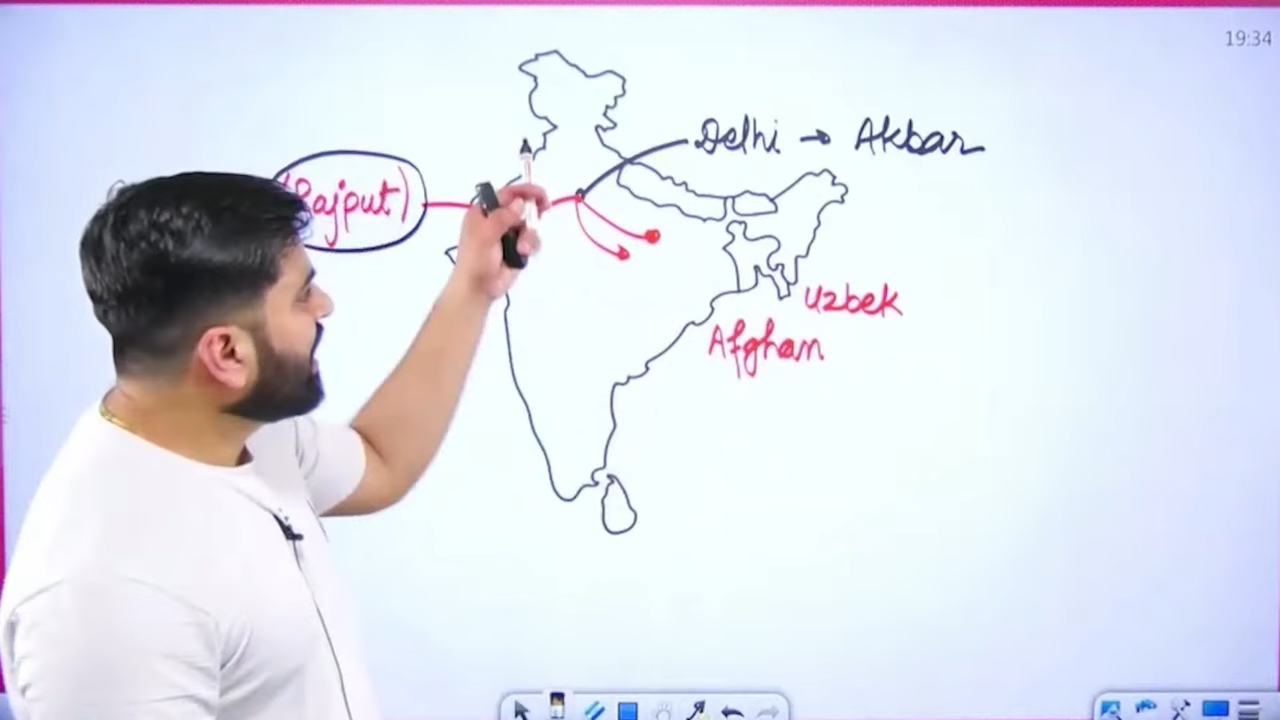 19:34
Delhi → Akbar
(Rajput)
Uzbek
Afghan